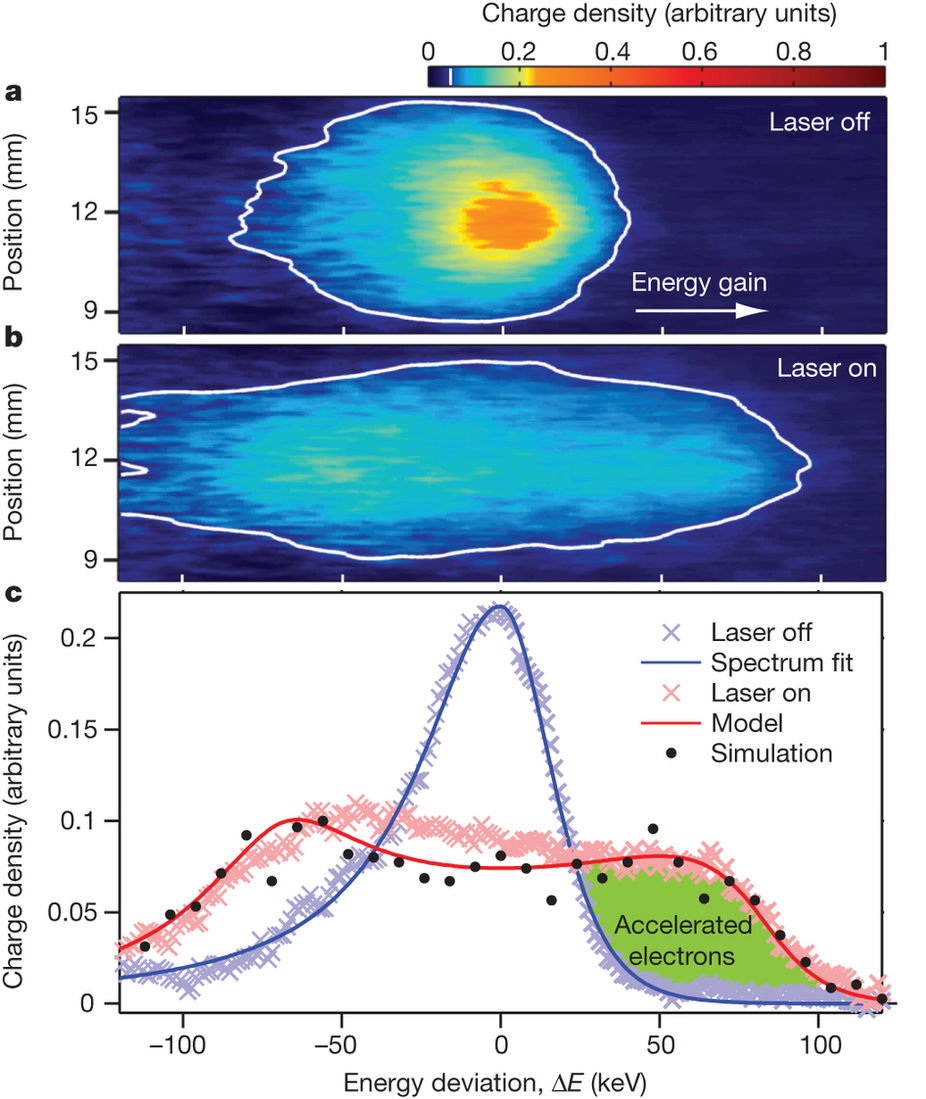 Charge density (arbitrary units)
0 0.2 0.4 0.6 0.8 1
a
15
12
9
Position (mm)
Laser off
Energy gain
b
15
12
9
Position (mm)
Laser on
c
0.2
0.15
0.1
0.05
0
Charge density (arbitrary units)
Laser off
Spectrum fit
Laser on
Model
Simulation
Accelerated
electrons
−100 −50 0 50 100
Energy deviation, ΔE (keV)